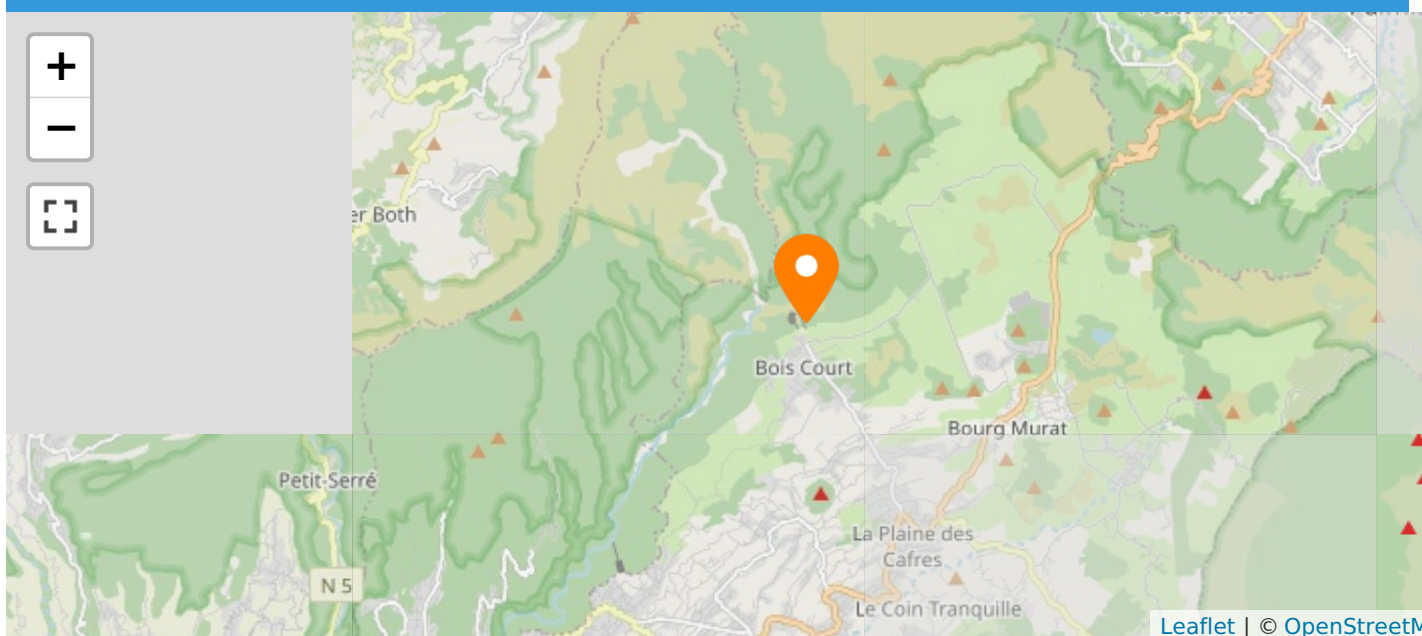 +
−
er Both
Bois Court
Bourg Murat
Petit-Serré
La Plaine des
Cafres
N 5
Le Coin Tranquille
Leaflet | © OpenStreetM